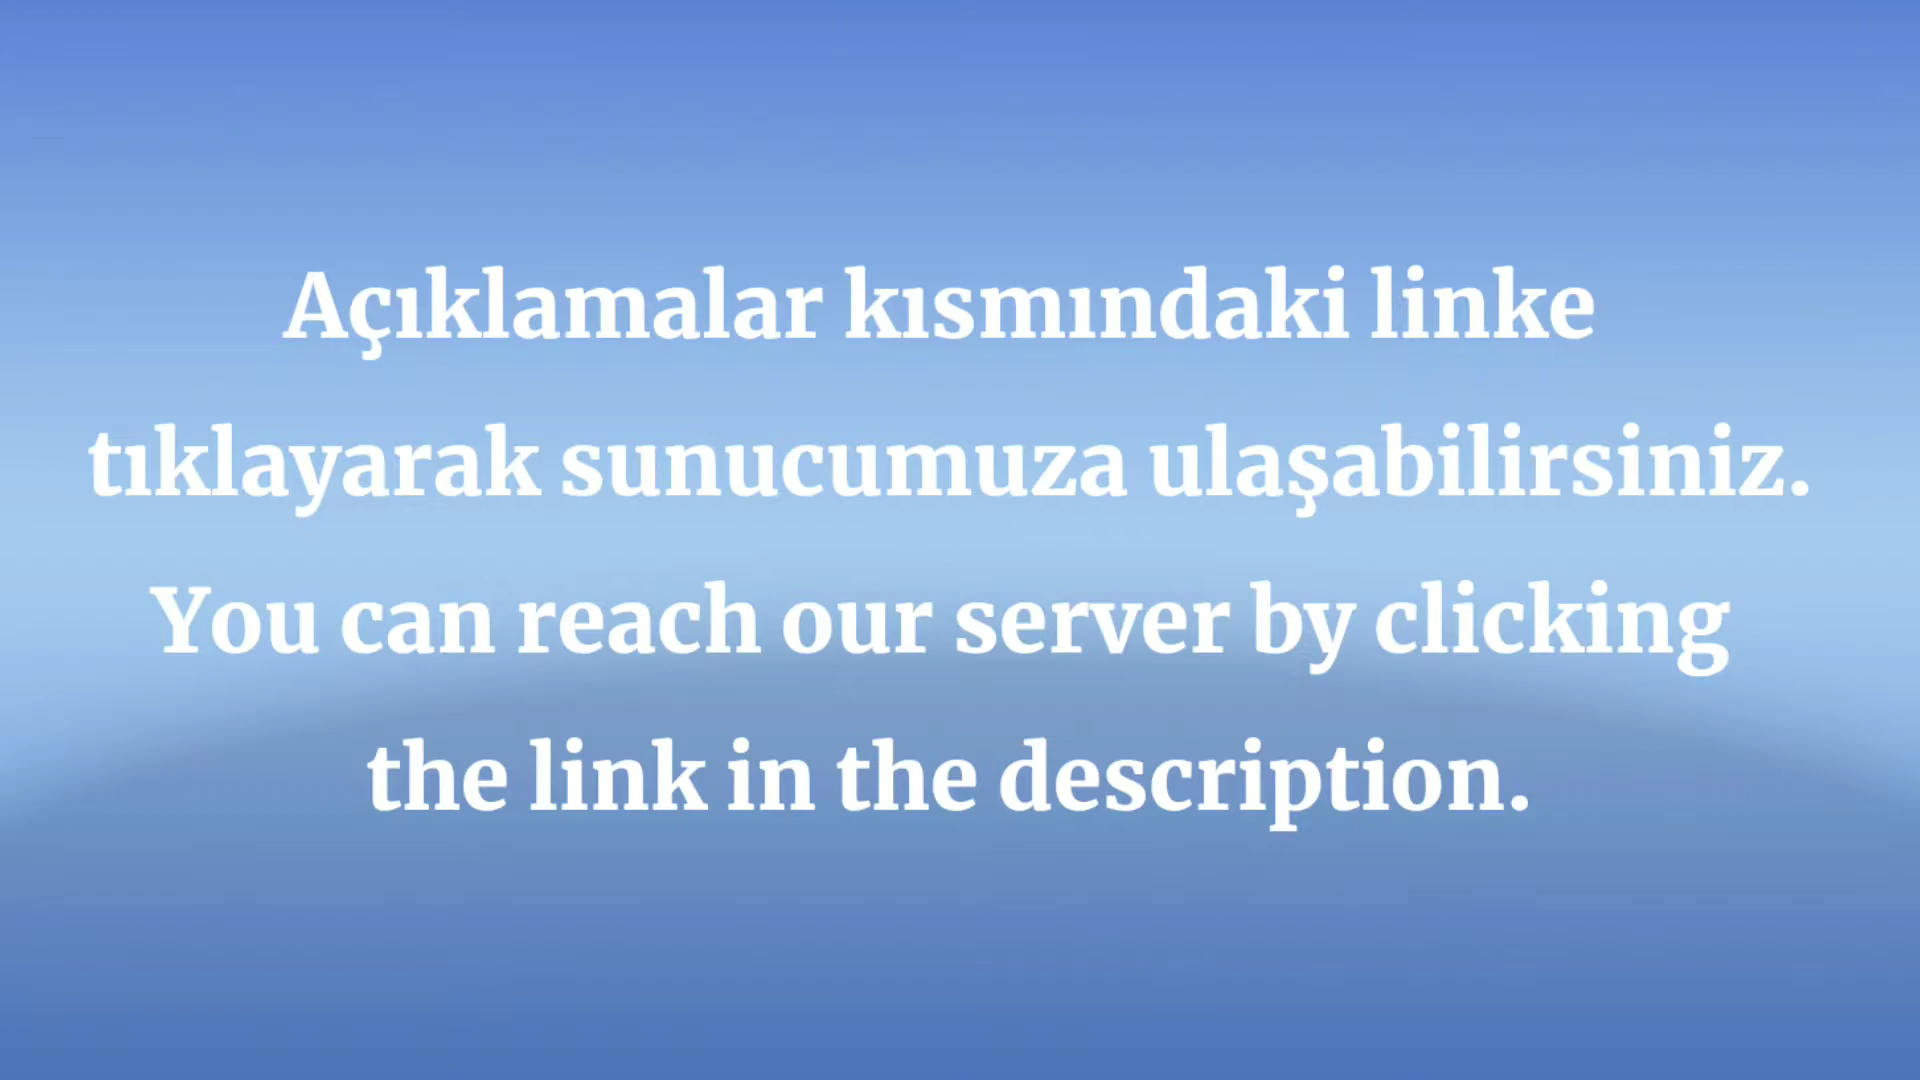 Açıklamalar kısmındaki linke
tıklayarak sunucumuza ulaşabilirsiniz.
You can reach our server by clicking
the link in the description.